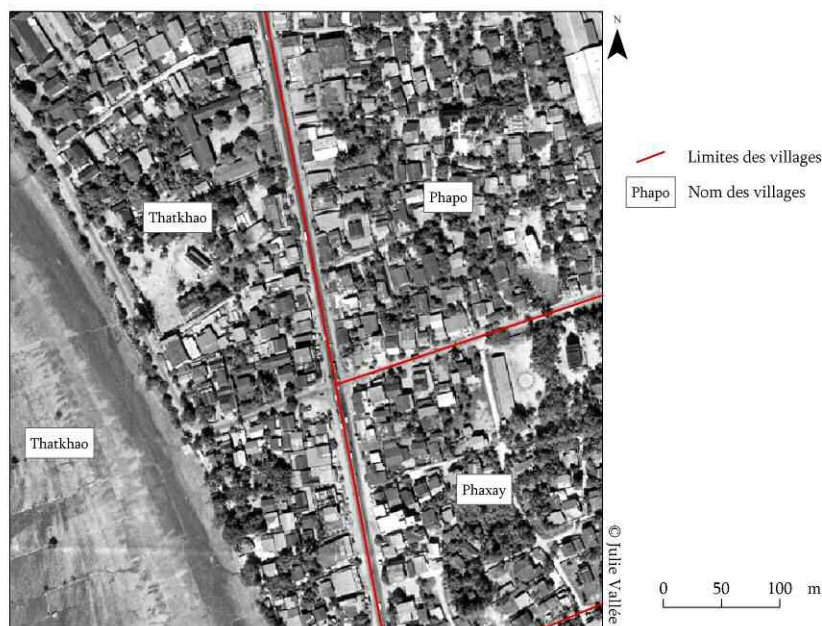 N
Limites des villages
Phapo
Nom des villages
Thatkhao
Phapo
Thatkhao
Phaxay
© Julie Vallée
0 50 100 m